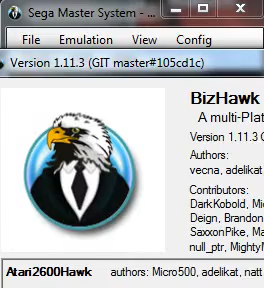 Sega Master System - ...
File Emulation View Config
Version 1.11.3 (GIT master#105cd1c)
BizHawk
A multi-Plat
Version 1.11.3 G
Authors:
vecna, adelikat
Contributors:
DarkKobold, Mi
Deign, Brandon
SaxxonPike, Ma
null_ptr, MightyM
Atari2600Hawk authors: Micro500, adelikat, natt